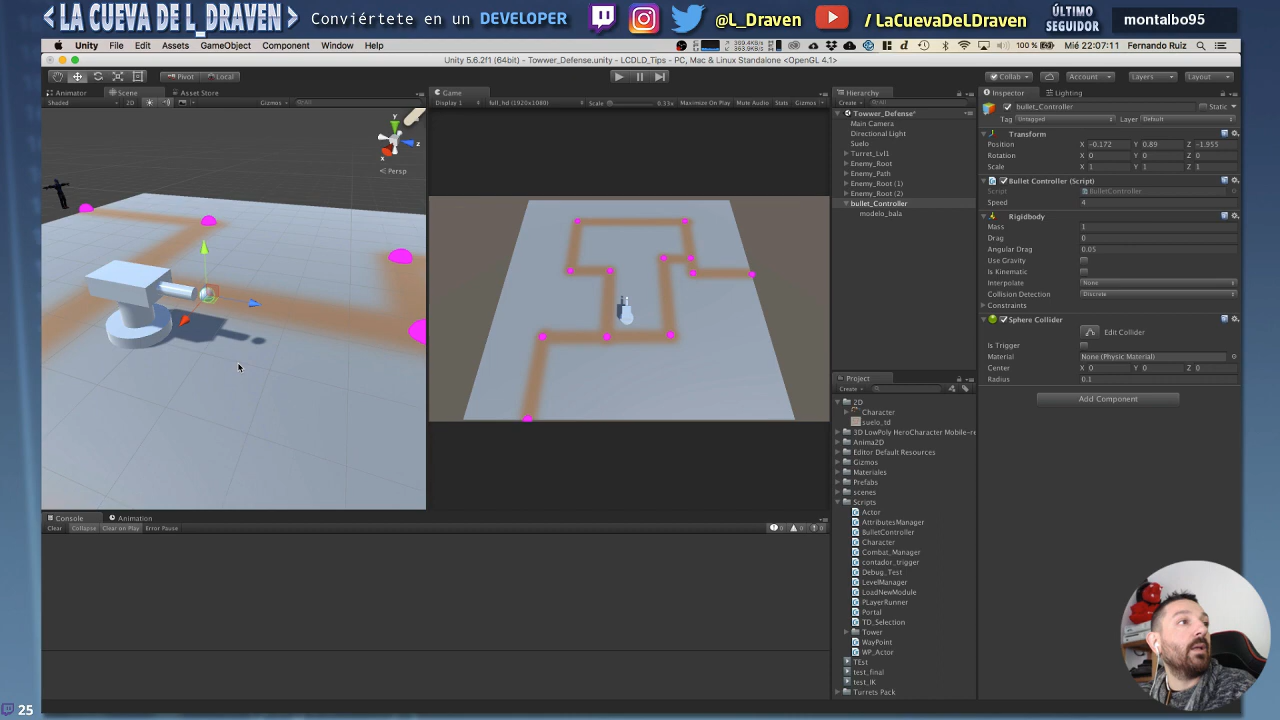 < LA CUEVA DE L_DRAVEN >
Conviértete en un DEVELOPER
@L_Draven
/LaCuevaDeLDraven
ÚLTIMO
SEGUIDOR
montalbo95
Unity File Edit Assets GameObject Component Window Help
100 % Mié 22:07:11 Fernando Ruiz
Unity 5.6.2f1 (64bit) - Towwer_Defense.unity - LCDLD_Tips - PC, Mac & Linux Standalone <OpenGL 4.1>
Pivot Local
Collab Account Layers Layout
Animator Scene Asset Store
Shaded 2D Gizmos All
y
z
x
Persp
Game
Display 1 full_hd (1920x1080) Scale 0.33x Maximize On Play Mute Audio Stats Gizmos
Hierarchy
Create All
Towwer_Defense*
Main Camera
Directional Light
Suelo
Turret_Lvl1
Enemy_Root
Enemy_Path
Enemy_Root (1)
Enemy_Root (2)
bullet_Controller
modelo_bala
Project
Create
2D
Character
suelo_td
3D LowPoly HeroCharacter Mobile-re
Anima2D
Editor Default Resources
Gizmos
Materiales
Prefabs
scenes
Scripts
Actor
AttributesManager
BulletController
Character
Combat_Manager
contador_trigger
Debug_Test
LevelManager
LoadNewModule
PLayerRunner
Portal
TD_Selection
Tower
WayPoint
WP_Actor
TEst
test_final
test_IK
Turrets Pack
Inspector Lighting
bullet_Controller Static
Tag Untagged Layer Default
Transform
Position X -0.172 Y 0.89 Z -1.955
Rotation X 0 Y 0 Z 0
Scale X 1 Y 1 Z 1
Bullet Controller (Script)
Script BulletController
Speed 4
Rigidbody
Mass 1
Drag 0
Angular Drag 0.05
Use Gravity
Is Kinematic
Interpolate None
Collision Detection Discrete
Constraints
Sphere Collider
Edit Collider
Is Trigger
Material None (Physic Material)
Center X 0 Y 0 Z 0
Radius 0.1
Add Component
Console Animation
Clear Collapse Clear on Play Error Pause
0 0 0
25